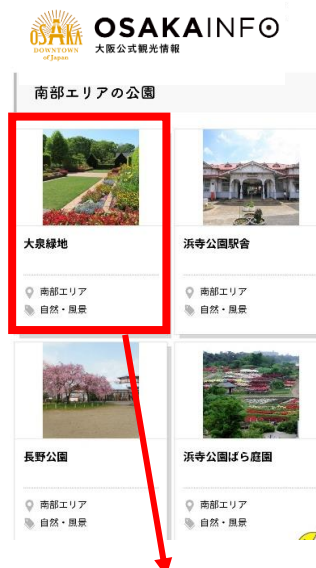 OSAKA
DOWNTOWN
of Japan
OSAKAINFO
大阪公式観光情報
南部エリアの公園
大泉緑地
南部エリア
自然・風景
浜寺公園駅舎
南部エリア
自然・風景
長野公園
南部エリア
自然・風景
浜寺公園ばら庭園
南部エリア
自然・風景